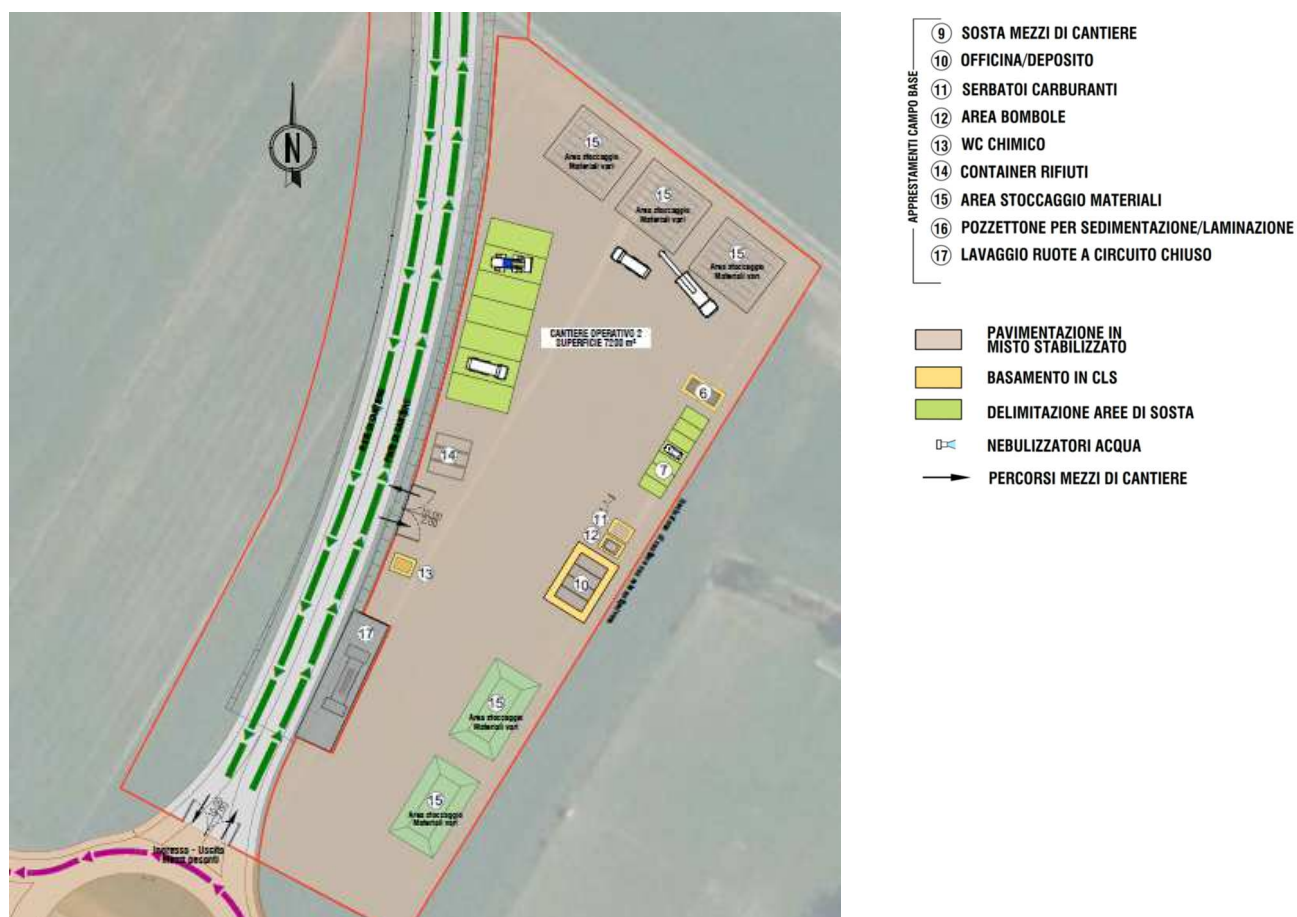 N
15
Area stoccaggio
Materiali vari
15
Area stoccaggio
Materiali vari
15
Area stoccaggio
Materiali vari
CANTIERE OPERATIVO 2
SUPERFICIE 7200 m²
6
7
14
11
12
10
13
17
15
Area stoccaggio
Materiali vari
15
Area stoccaggio
Materiali vari
Ingresso - Uscita
Mezzi pesanti
APPRESTAMENTI CAMPO BASE
9 SOSTA MEZZI DI CANTIERE
10 OFFICINA/DEPOSITO
11 SERBATOI CARBURANTI
12 AREA BOMBOLE
13 WC CHIMICO
14 CONTAINER RIFIUTI
15 AREA STOCCAGGIO MATERIALI
16 POZZETTONE PER SEDIMENTAZIONE/LAMINAZIONE
17 LAVAGGIO RUOTE A CIRCUITO CHIUSO
PAVIMENTAZIONE IN
MISTO STABILIZZATO
BASAMENTO IN CLS
DELIMITAZIONE AREE DI SOSTA
NEBULIZZATORI ACQUA
PERCORSI MEZZI DI CANTIERE